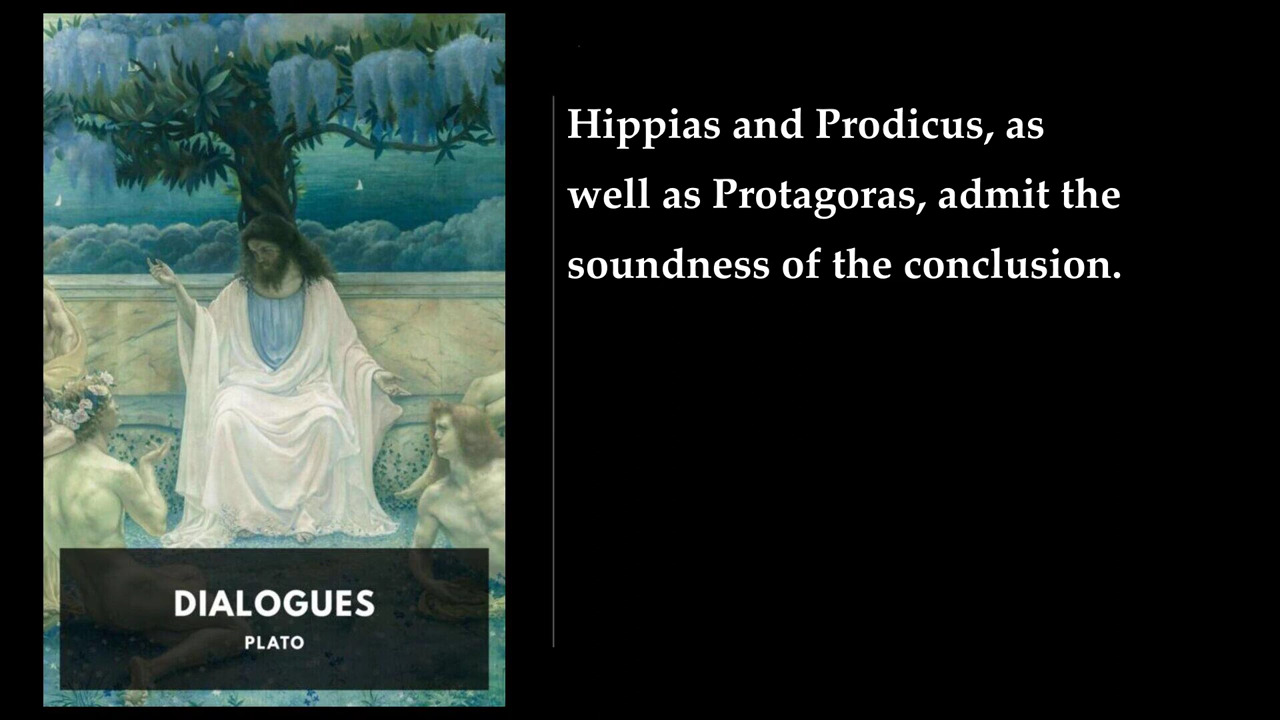 Hippias and Prodicus, as
well as Protagoras, admit the
soundness of the conclusion.
DIALOGUES
PLATO